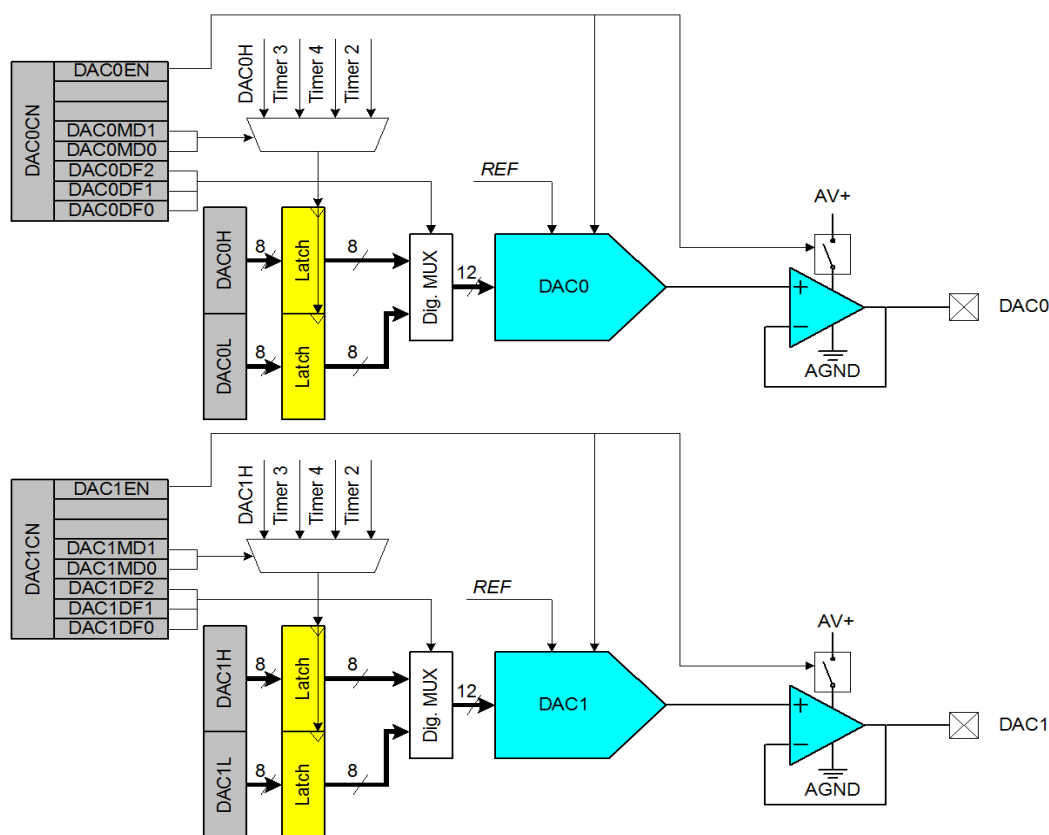 DAC0CN
DAC0EN
DAC0MD1
DAC0MD0
DAC0DF2
DAC0DF1
DAC0DF0
DAC0H
Timer 3
Timer 4
Timer 2
REF
AV+
DAC0H
8
Latch
8
Dig. MUX
12
DAC0
+
−
DAC0
DAC0L
8
Latch
8
AGND
DAC1CN
DAC1EN
DAC1MD1
DAC1MD0
DAC1DF2
DAC1DF1
DAC1DF0
DAC1H
Timer 3
Timer 4
Timer 2
REF
AV+
DAC1H
8
Latch
8
Dig. MUX
12
DAC1
+
−
DAC1
DAC1L
8
Latch
8
AGND